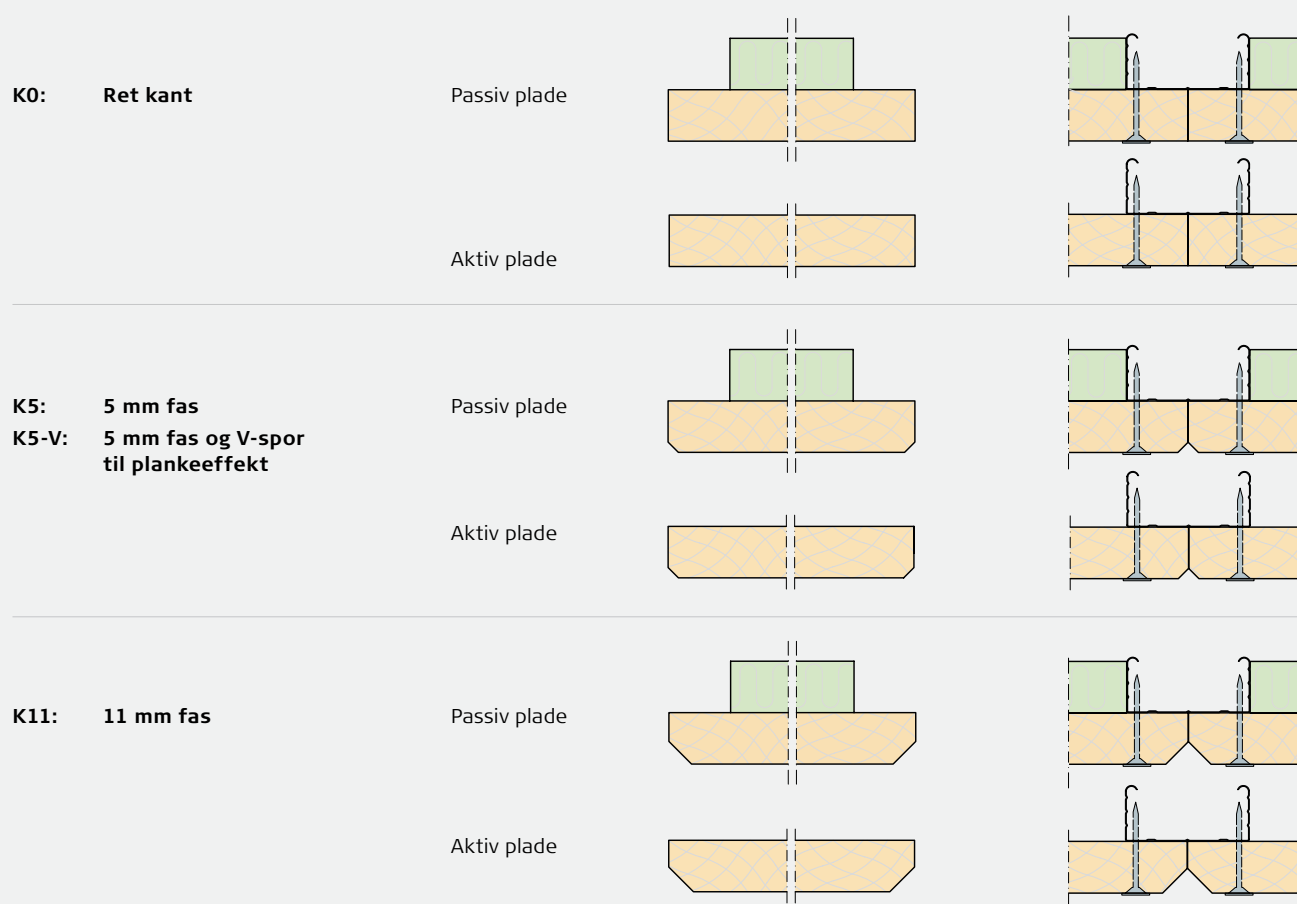 K0: Ret kant Passiv plade
Aktiv plade
K5: 5 mm fas Passiv plade
K5-V: 5 mm fas og V-spor
til plankeeffekt
Aktiv plade
K11: 11 mm fas Passiv plade
Aktiv plade